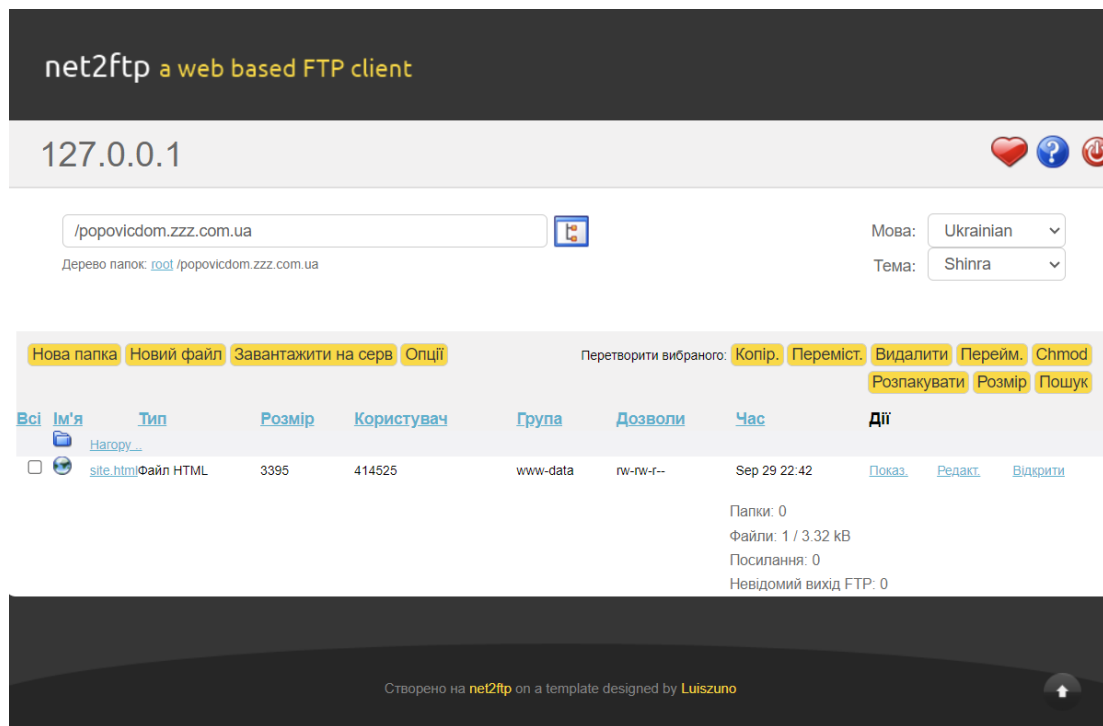 net2ftp a web based FTP client
127.0.0.1
/popovicdom.zzz.com.ua
Мова: Ukrainian
Дерево папок: root /popovicdom.zzz.com.ua
Тема: Shinra
Нова папка Новий файл Завантажити на серв Опції Перетворити вибраного: Копір. Переміст. Видалити Перейм. Chmod
Розпакувати Розмір Пошук
Всі Ім'я Тип Розмір Користувач Група Дозволи Час Дії
Нагору ..
site.html Файл HTML 3395 414525 www-data rw-rw-r-- Sep 29 22:42 Показ. Редакт. Відкрити
Папки: 0
Файли: 1 / 3.32 kB
Посилання: 0
Невідомий вихід FTP: 0
Створено на net2ftp on a template designed by Luiszuno